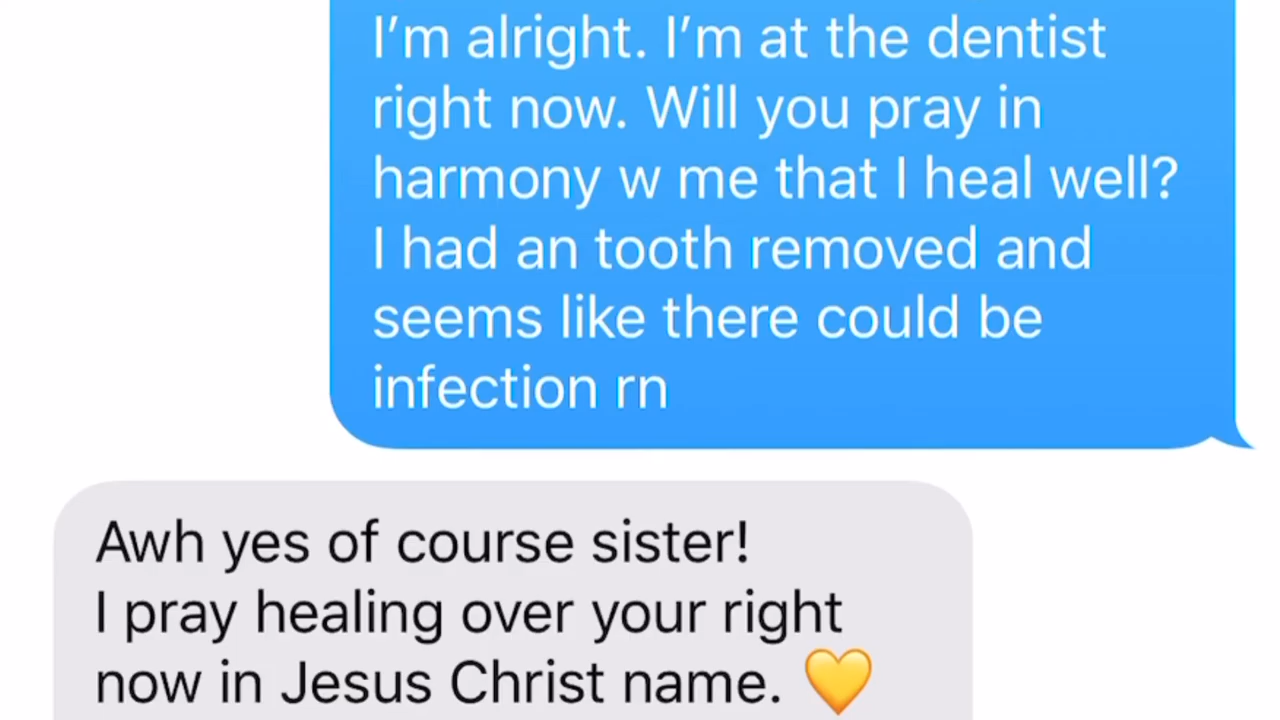 I’m alright. I’m at the dentist
right now. Will you pray in
harmony w me that I heal well?
I had an tooth removed and
seems like there could be
infection rn
Awh yes of course sister!
I pray healing over your right
now in Jesus Christ name. 💛